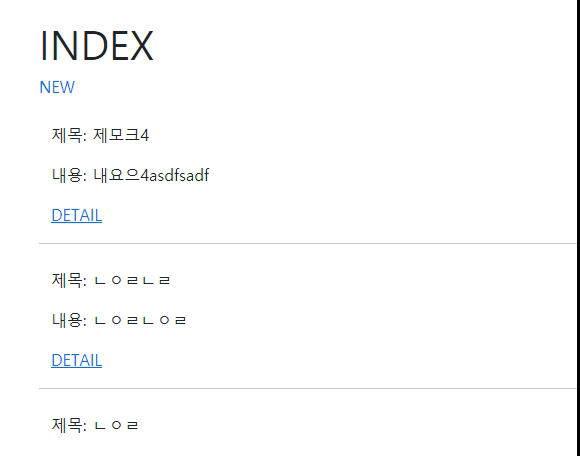 INDEX
NEW
제목: 제모크4
내용: 내요으4asdfsadf
DETAIL
제목: ㄴㅇㄹㄴㄹ
내용: ㄴㅇㄹㄴㅇㄹ
DETAIL
제목: ㄴㅇㄹ